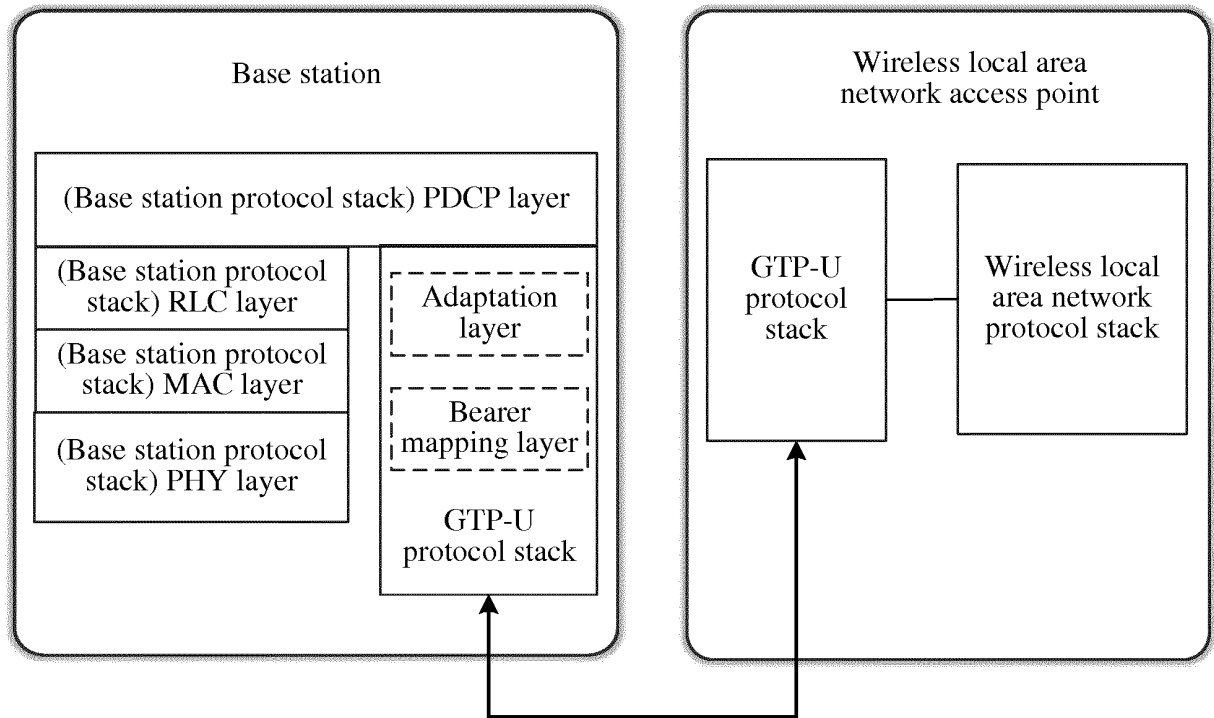 Base station
(Base station protocol stack) PDCP layer
(Base station protocol
stack) RLC layer
(Base station protocol
stack) MAC layer
(Base station protocol
stack) PHY layer
Adaptation
layer
Bearer
mapping layer
GTP-U
protocol stack
Wireless local area
network access point
GTP-U
protocol
stack
Wireless local
area network
protocol stack